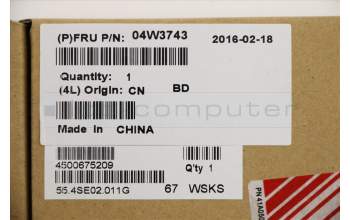 (P)FRU P/N: 04W3743 2016-02-18
Quantity: 1
(4L) Origin: CN BD
computer
Made In CHINA
4500675209 Q'ty 1
55.4SE02.011G 67 WSKS